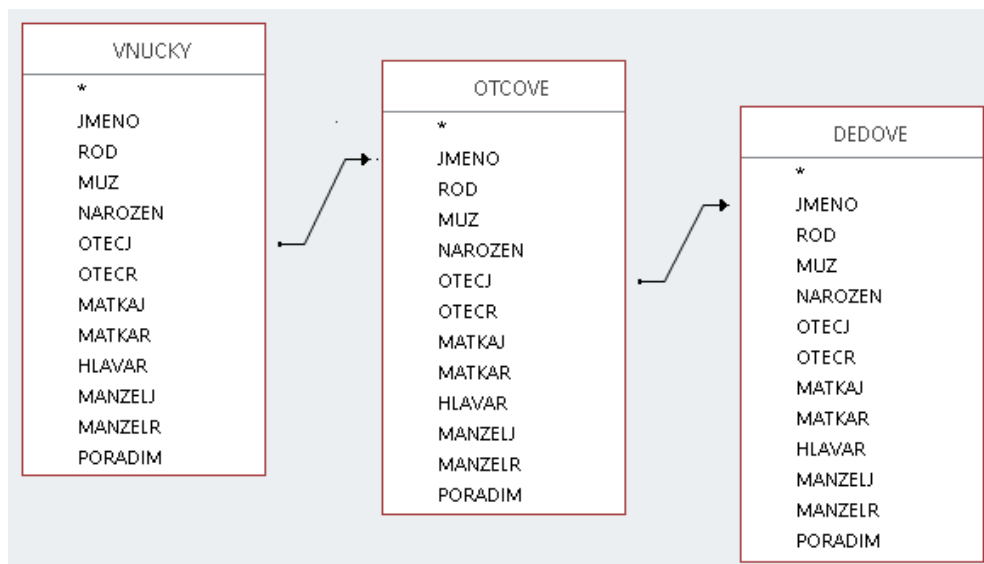 VNUCKY
*
JMENO
ROD
MUZ
NAROZEN
OTECJ
OTECR
MATKAJ
MATKAR
HLAVAR
MANZELJ
MANZELR
PORADIM
OTCOVE
*
JMENO
ROD
MUZ
NAROZEN
OTECJ
OTECR
MATKAJ
MATKAR
HLAVAR
MANZELJ
MANZELR
PORADIM
DEDOVE
*
JMENO
ROD
MUZ
NAROZEN
OTECJ
OTECR
MATKAJ
MATKAR
HLAVAR
MANZELJ
MANZELR
PORADIM